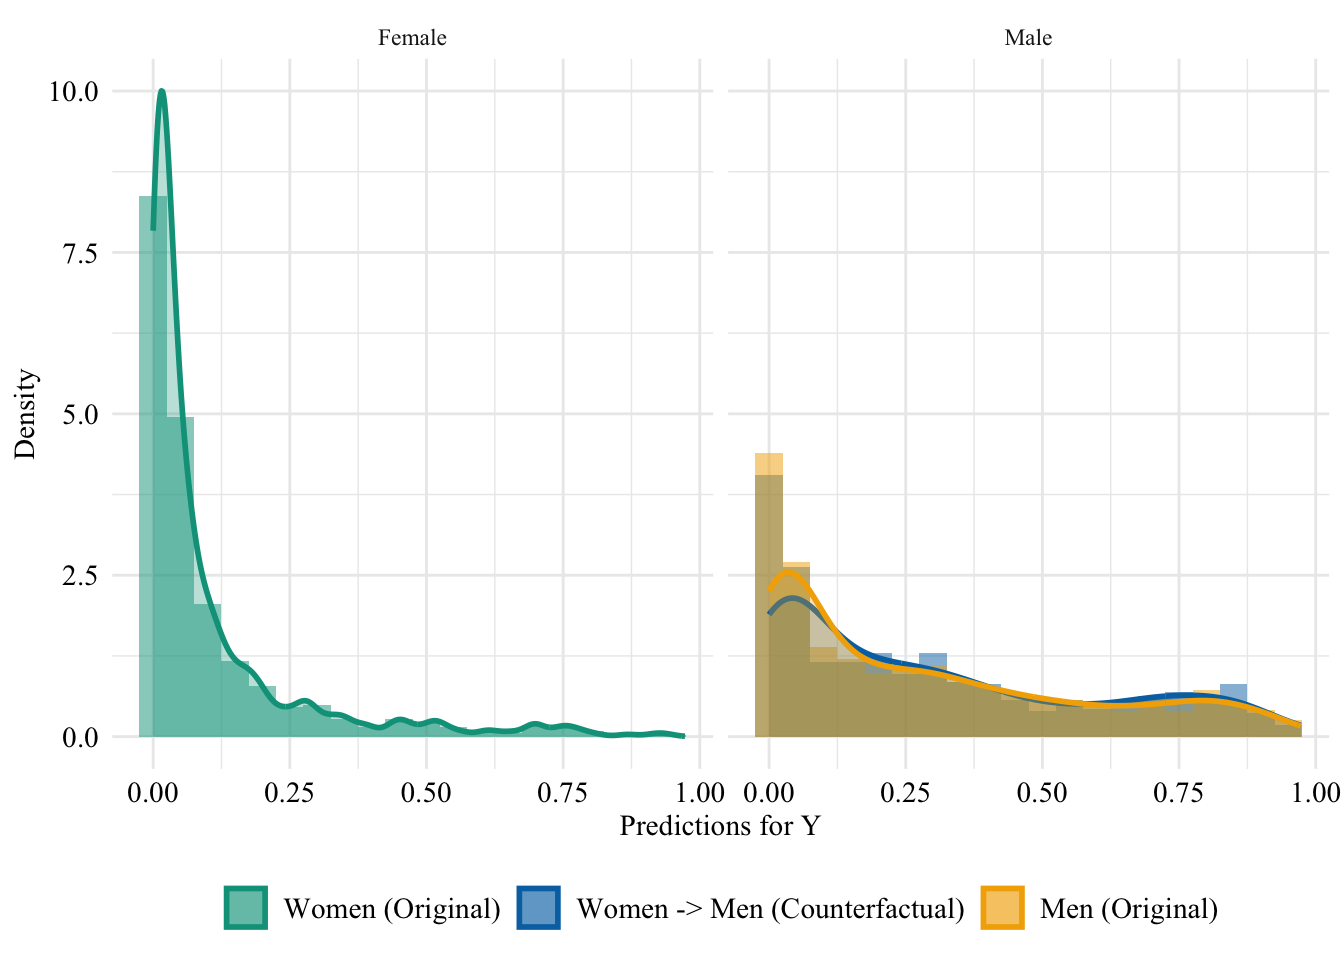 Female Male
10.0
7.5
5.0
2.5
0.0
Density
0.00 0.25 0.50 0.75 1.00 0.00 0.25 0.50 0.75 1.00
Predictions for Y
Women (Original) Women -> Men (Counterfactual) Men (Original)